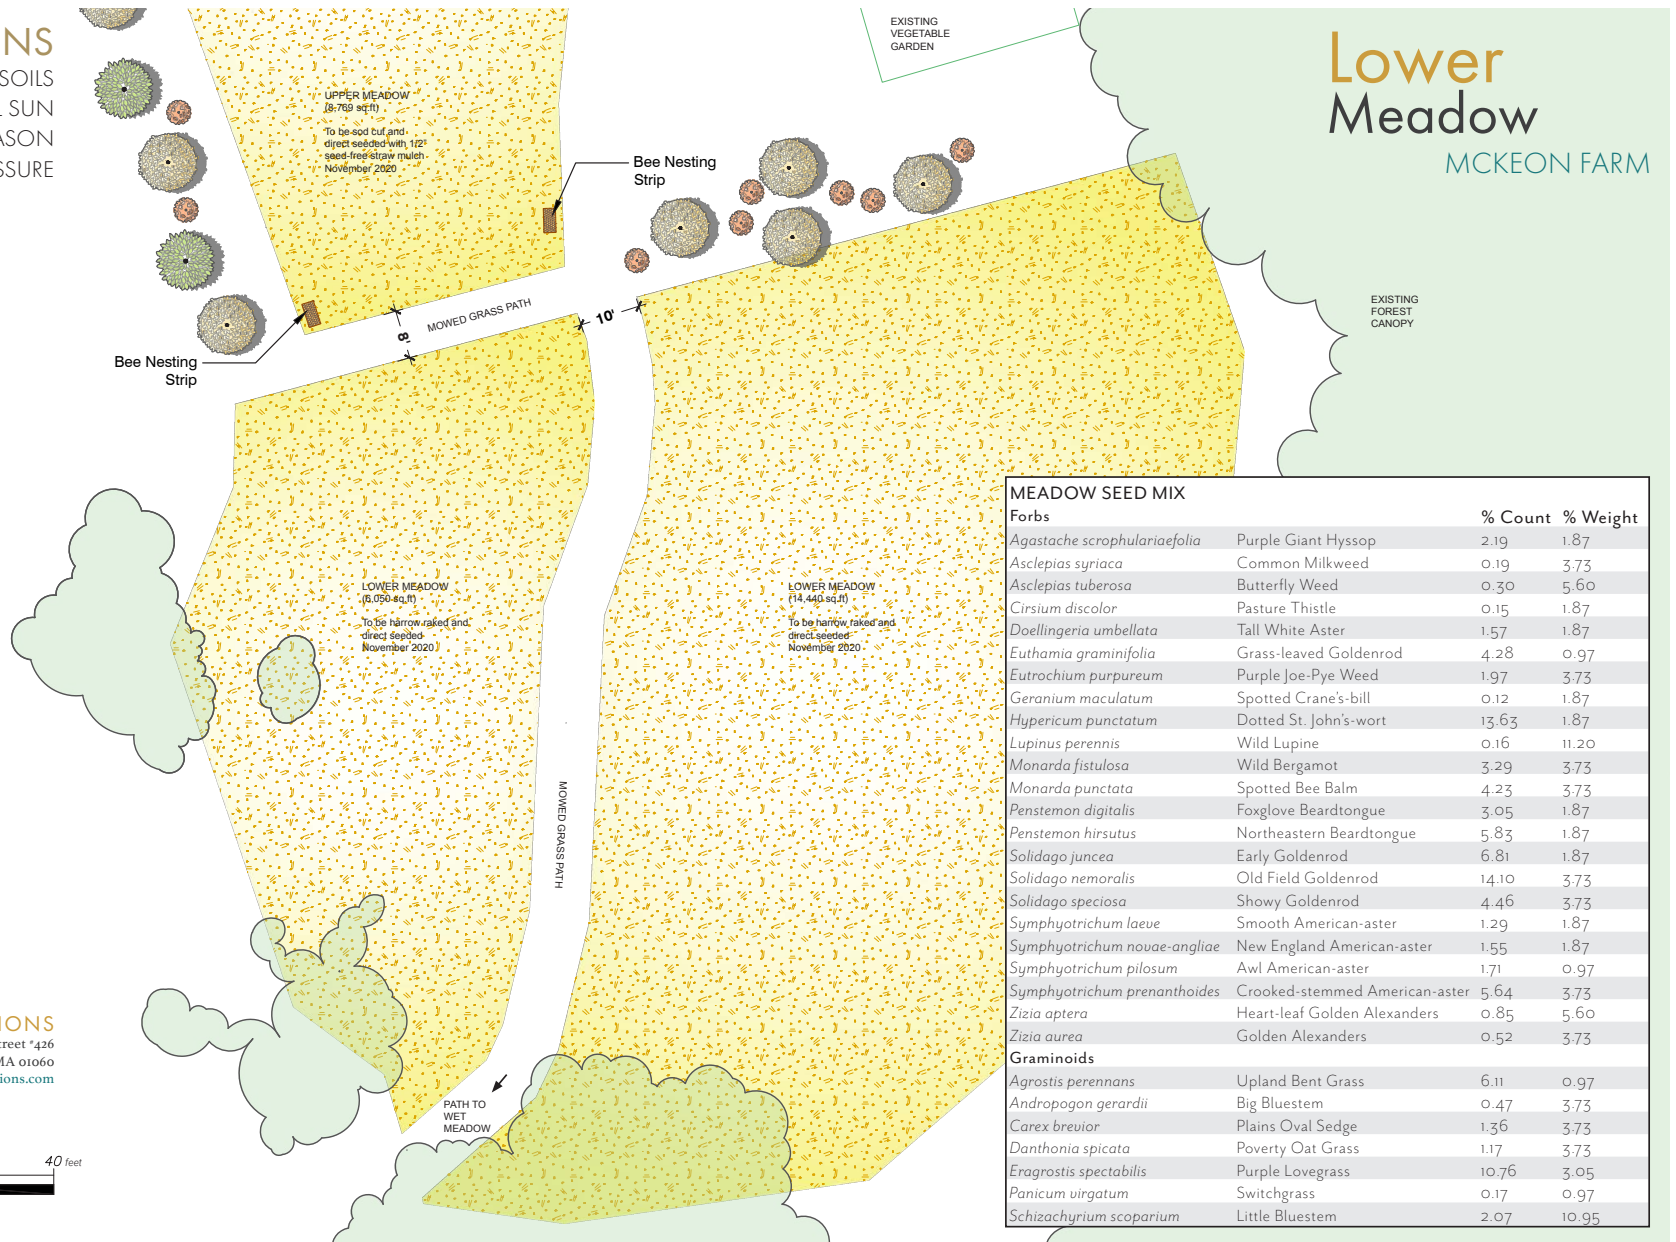 NS
SOILS
SUN
ASON
SSURE
EXISTING
VEGETABLE
GARDEN
Lower
Meadow
MCKEON FARM
UPPER MEADOW
(8,769 sq.ft)
To be sod cut and
direct seeded with 1/2"
seed-free straw mulch
November 2020
Bee Nesting
Strip
EXISTING
FOREST
CANOPY
MOWED GRASS PATH
10'
8'
Bee Nesting
Strip
LOWER MEADOW
(6,050 sq.ft)
To be harrow raked and
direct seeded
November 2020
LOWER MEADOW
(14,440 sq.ft)
To be harrow raked and
direct seeded
November 2020
MOWED GRASS PATH
PATH TO
WET
MEADOW
IONS
reet #426
MA 01060
ions.com
40 feet
MEADOW SEED MIX
Forbs % Count % Weight
Agastache scrophulariaefolia Purple Giant Hyssop 2.19 1.87
Asclepias syriaca Common Milkweed 0.19 3.73
Asclepias tuberosa Butterfly Weed 0.30 5.60
Cirsium discolor Pasture Thistle 0.15 1.87
Doellingeria umbellata Tall White Aster 1.57 1.87
Euthamia graminifolia Grass-leaved Goldenrod 4.28 0.97
Eutrochium purpureum Purple Joe-Pye Weed 1.97 3.73
Geranium maculatum Spotted Crane's-bill 0.12 1.87
Hypericum punctatum Dotted St. John's-wort 13.63 1.87
Lupinus perennis Wild Lupine 0.16 11.20
Monarda fistulosa Wild Bergamot 3.29 3.73
Monarda punctata Spotted Bee Balm 4.23 3.73
Penstemon digitalis Foxglove Beardtongue 3.05 1.87
Penstemon hirsutus Northeastern Beardtongue 5.83 1.87
Solidago juncea Early Goldenrod 6.81 1.87
Solidago nemoralis Old Field Goldenrod 14.10 3.73
Solidago speciosa Showy Goldenrod 4.46 3.73
Symphyotrichum laeve Smooth American-aster 1.29 1.87
Symphyotrichum novae-angliae New England American-aster 1.55 1.87
Symphyotrichum pilosum Awl American-aster 1.71 0.97
Symphyotrichum prenanthoides Crooked-stemmed American-aster 5.64 3.73
Zizia aptera Heart-leaf Golden Alexanders 0.85 5.60
Zizia aurea Golden Alexanders 0.52 3.73
Graminoids
Agrostis perennans Upland Bent Grass 6.11 0.97
Andropogon gerardii Big Bluestem 0.47 3.73
Carex brevior Plains Oval Sedge 1.36 3.73
Danthonia spicata Poverty Oat Grass 1.17 3.73
Eragrostis spectabilis Purple Lovegrass 10.76 3.05
Panicum virgatum Switchgrass 0.17 0.97
Schizachyrium scoparium Little Bluestem 2.07 10.95